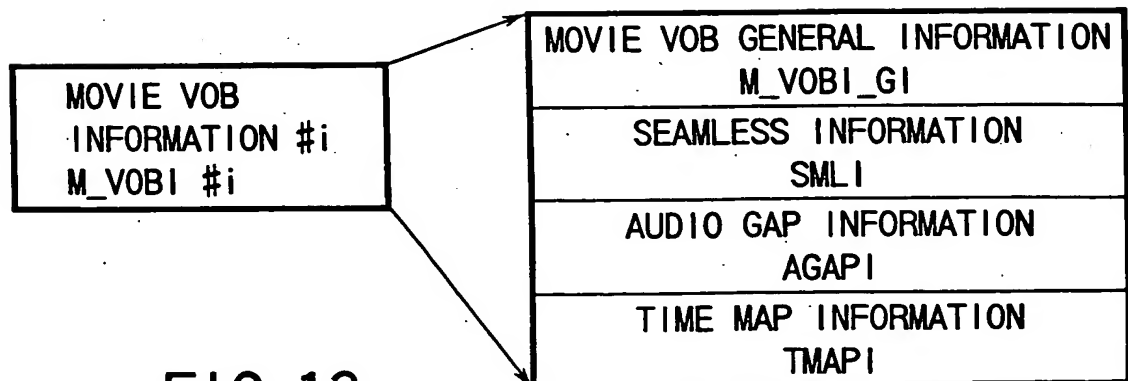 MOVIE VOB
INFORMATION #i
M_VOBI #i
MOVIE VOB GENERAL INFORMATION
M_VOBI_GI
SEAMLESS INFORMATION
SMLI
AUDIO GAP INFORMATION
AGAPI
TIME MAP INFORMATION
TMAPI